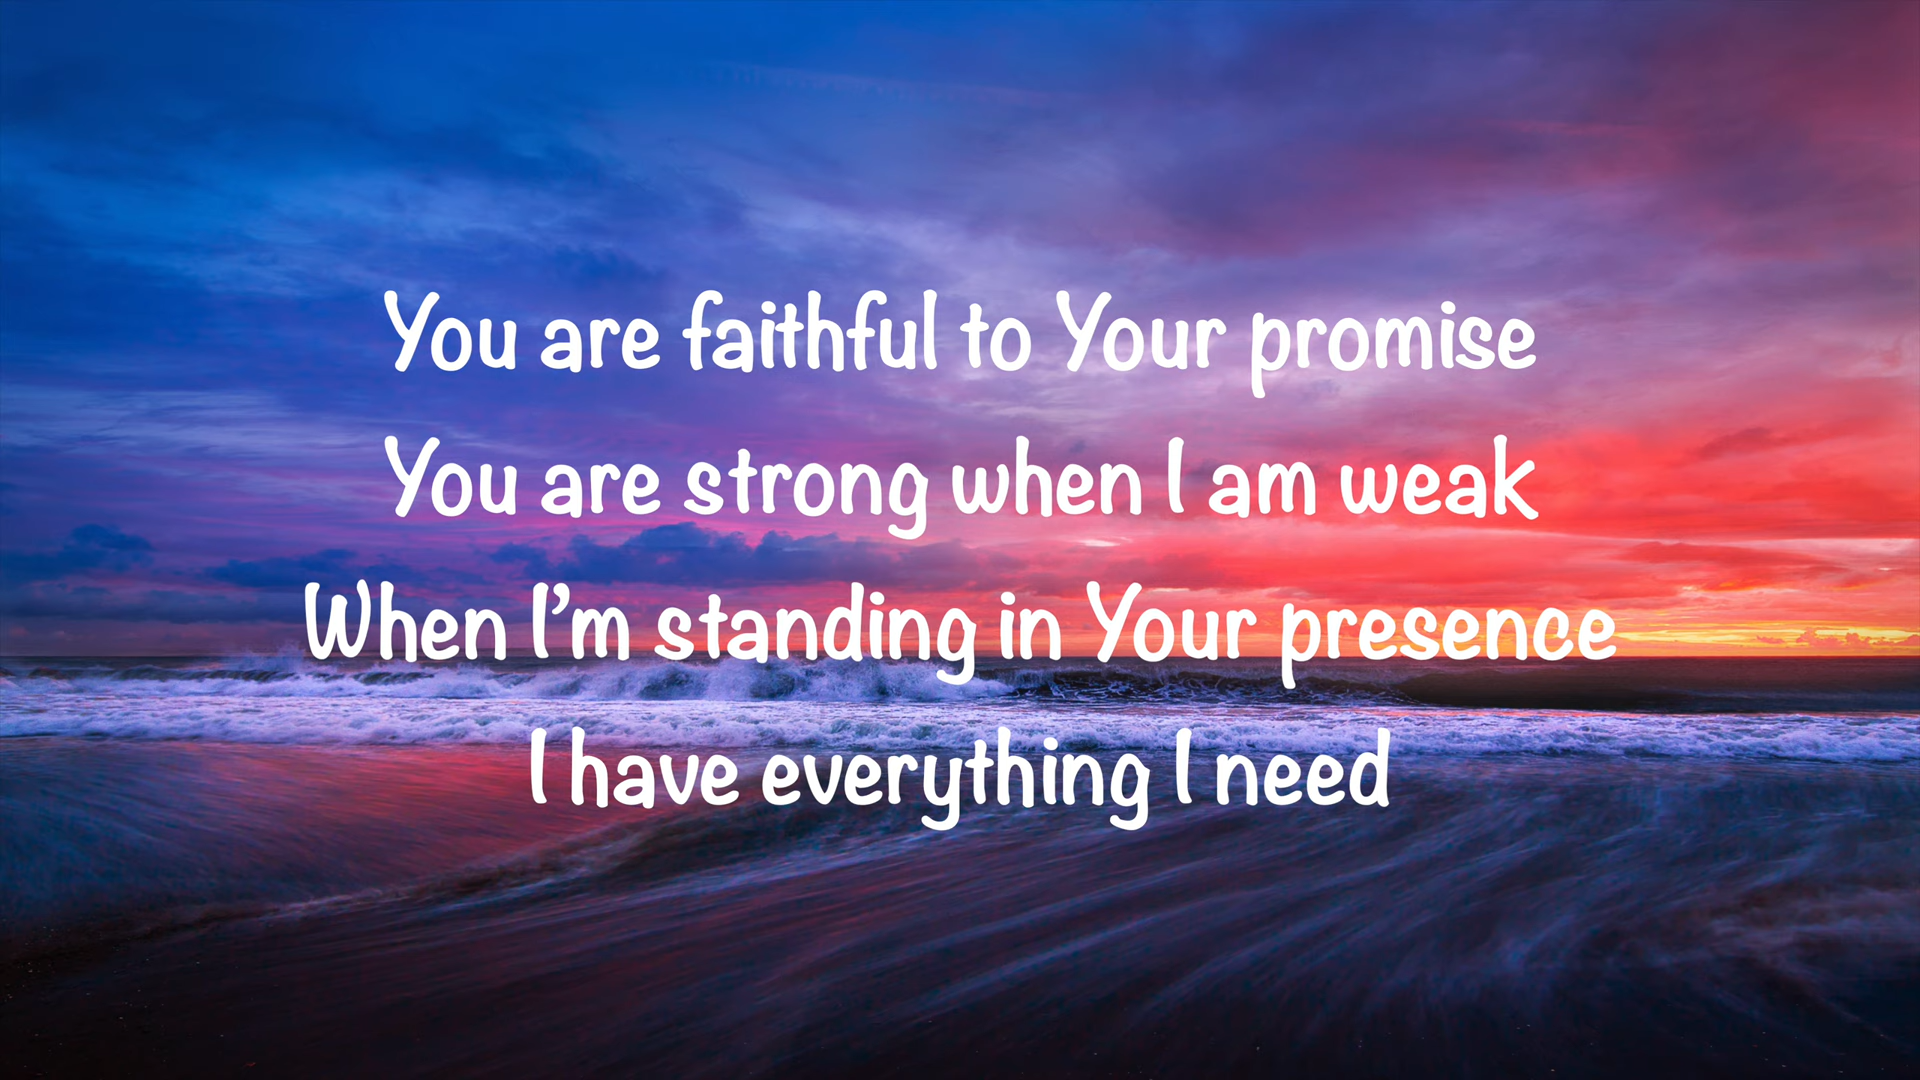 You are faithful to Your promise
You are strong when I am weak
When I’m standing in Your presence
I have everything I need